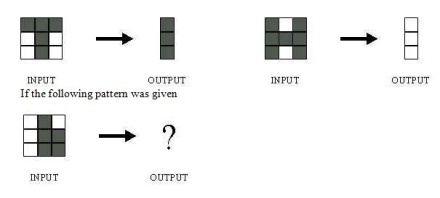 INPUT OUTPUT INPUT OUTPUT
If the following pattern was given
?
INPUT OUTPUT